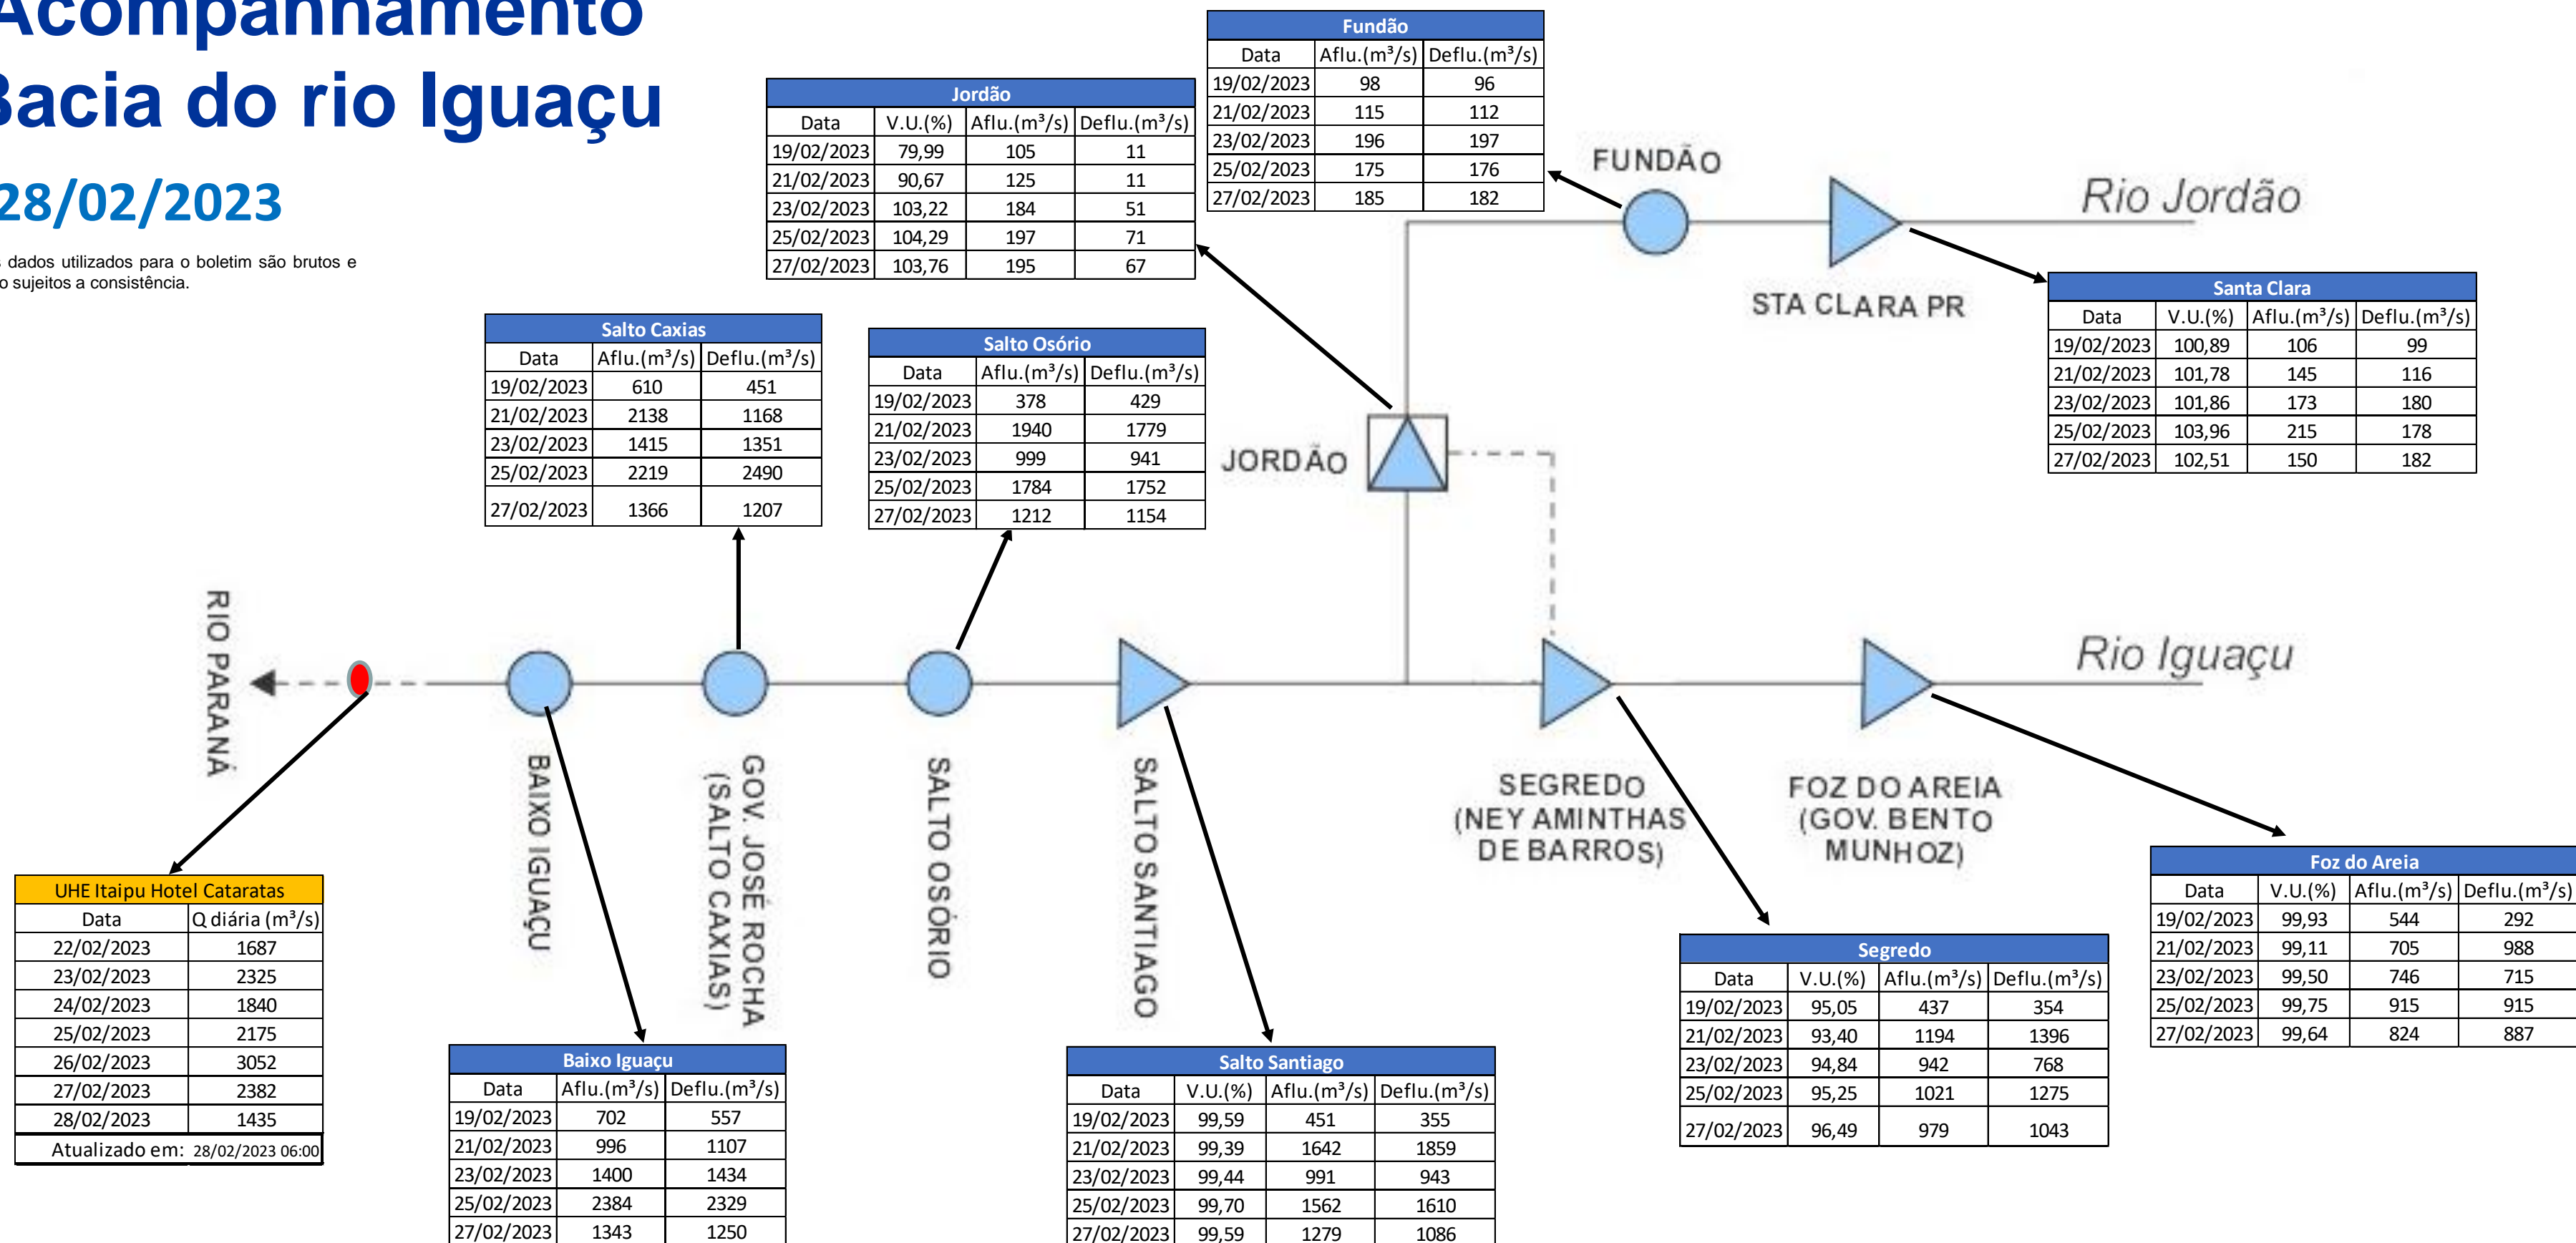 Acompanhamento
Bacia do rio Iguaçu
28/02/2023
s dados utilizados para o boletim são brutos e
o sujeitos a consistência.
Fundão
Data Aflu.(m³/s) Deflu.(m³/s)
19/02/2023 98 96
21/02/2023 115 112
23/02/2023 196 197
25/02/2023 175 176
27/02/2023 185 182
Jordão
Data V.U.(%) Aflu.(m³/s) Deflu.(m³/s)
19/02/2023 79,99 105 11
21/02/2023 90,67 125 11
23/02/2023 103,22 184 51
25/02/2023 104,29 197 71
27/02/2023 103,76 195 67
FUNDÃO
Rio Jordão
STA CLARA PR
Santa Clara
Data V.U.(%) Aflu.(m³/s) Deflu.(m³/s)
19/02/2023 100,89 106 99
21/02/2023 101,78 145 116
23/02/2023 101,86 173 180
25/02/2023 103,96 215 178
27/02/2023 102,51 150 182
Salto Caxias
Data Aflu.(m³/s) Deflu.(m³/s)
19/02/2023 610 451
21/02/2023 2138 1168
23/02/2023 1415 1351
25/02/2023 2219 2490
27/02/2023 1366 1207
Salto Osório
Data Aflu.(m³/s) Deflu.(m³/s)
19/02/2023 378 429
21/02/2023 1940 1779
23/02/2023 999 941
25/02/2023 1784 1752
27/02/2023 1212 1154
JORDÃO
RIO PARANÁ
Rio Iguaçu
BAIXO IGUAÇU
GOV. JOSÉ ROCHA
(SALTO CAXIAS)
SALTO OSÓRIO
SALTO SANTIAGO
SEGREDO
(NEY AMINTHAS
DE BARROS)
FOZ DO AREIA
(GOV. BENTO
MUNHOZ)
UHE Itaipu Hotel Cataratas
Data Q diária (m³/s)
22/02/2023 1687
23/02/2023 2325
24/02/2023 1840
25/02/2023 2175
26/02/2023 3052
27/02/2023 2382
28/02/2023 1435
Atualizado em: 28/02/2023 06:00
Baixo Iguaçu
Data Aflu.(m³/s) Deflu.(m³/s)
19/02/2023 702 557
21/02/2023 996 1107
23/02/2023 1400 1434
25/02/2023 2384 2329
27/02/2023 1343 1250
Salto Santiago
Data V.U.(%) Aflu.(m³/s) Deflu.(m³/s)
19/02/2023 99,59 451 355
21/02/2023 99,39 1642 1859
23/02/2023 99,44 991 943
25/02/2023 99,70 1562 1610
27/02/2023 99,59 1279 1086
Segredo
Data V.U.(%) Aflu.(m³/s) Deflu.(m³/s)
19/02/2023 95,05 437 354
21/02/2023 93,40 1194 1396
23/02/2023 94,84 942 768
25/02/2023 95,25 1021 1275
27/02/2023 96,49 979 1043
Foz do Areia
Data V.U.(%) Aflu.(m³/s) Deflu.(m³/s)
19/02/2023 99,93 544 292
21/02/2023 99,11 705 988
23/02/2023 99,50 746 715
25/02/2023 99,75 915 915
27/02/2023 99,64 824 887